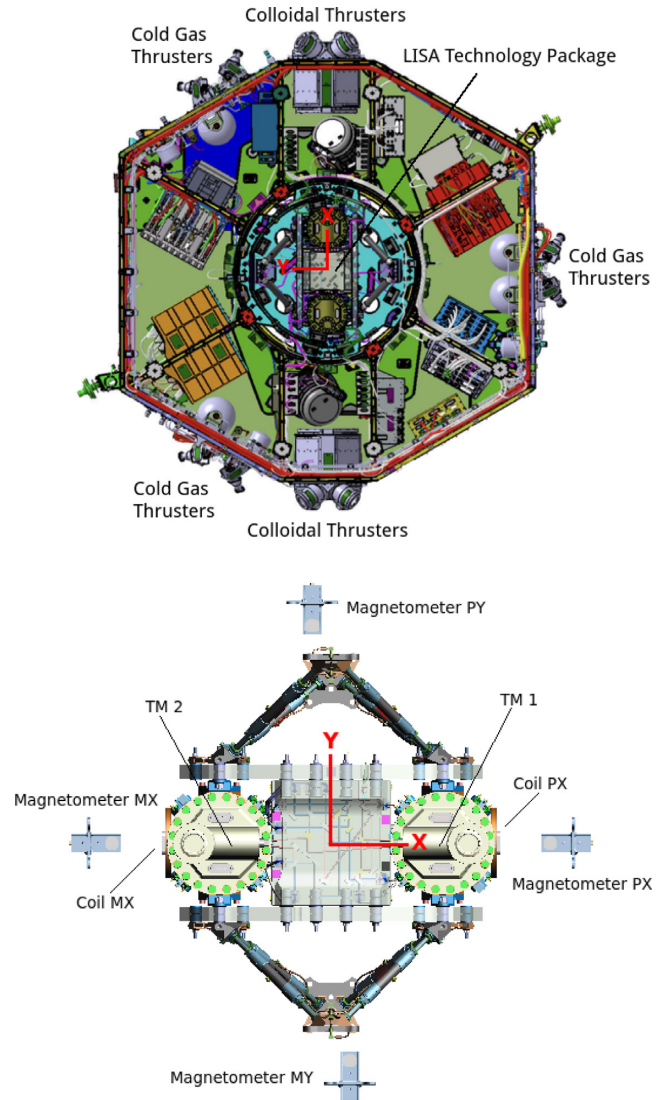 Colloidal Thrusters
Cold Gas
Thrusters
LISA Technology Package
X
Y
Cold Gas
Thrusters
Cold Gas
Thrusters
Colloidal Thrusters
Magnetometer PY
TM 2
TM 1
Y
Coil PX
Magnetometer MX
X
Magnetometer PX
Coil MX
Magnetometer MY